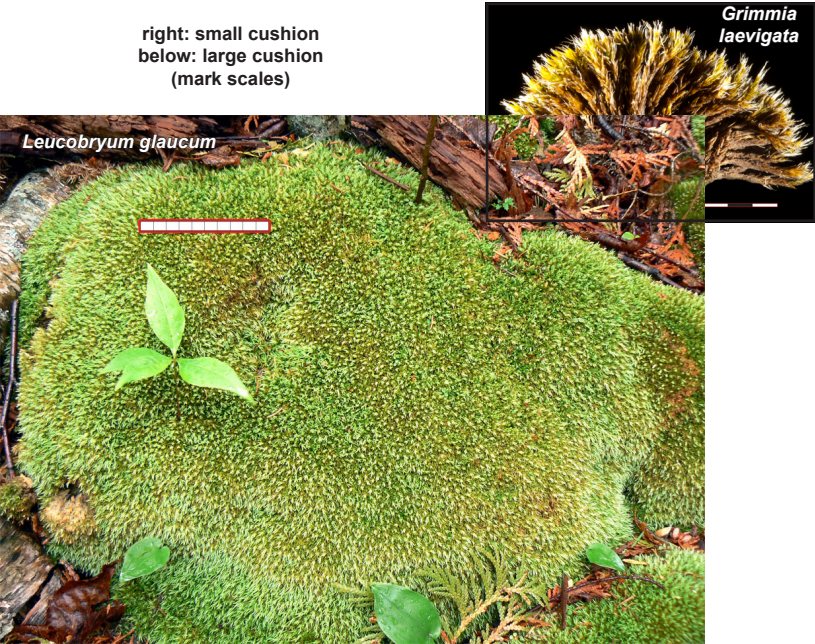 right: small cushion
below: large cushion
(mark scales)
Grimmia
laevigata
Leucobryum glaucum